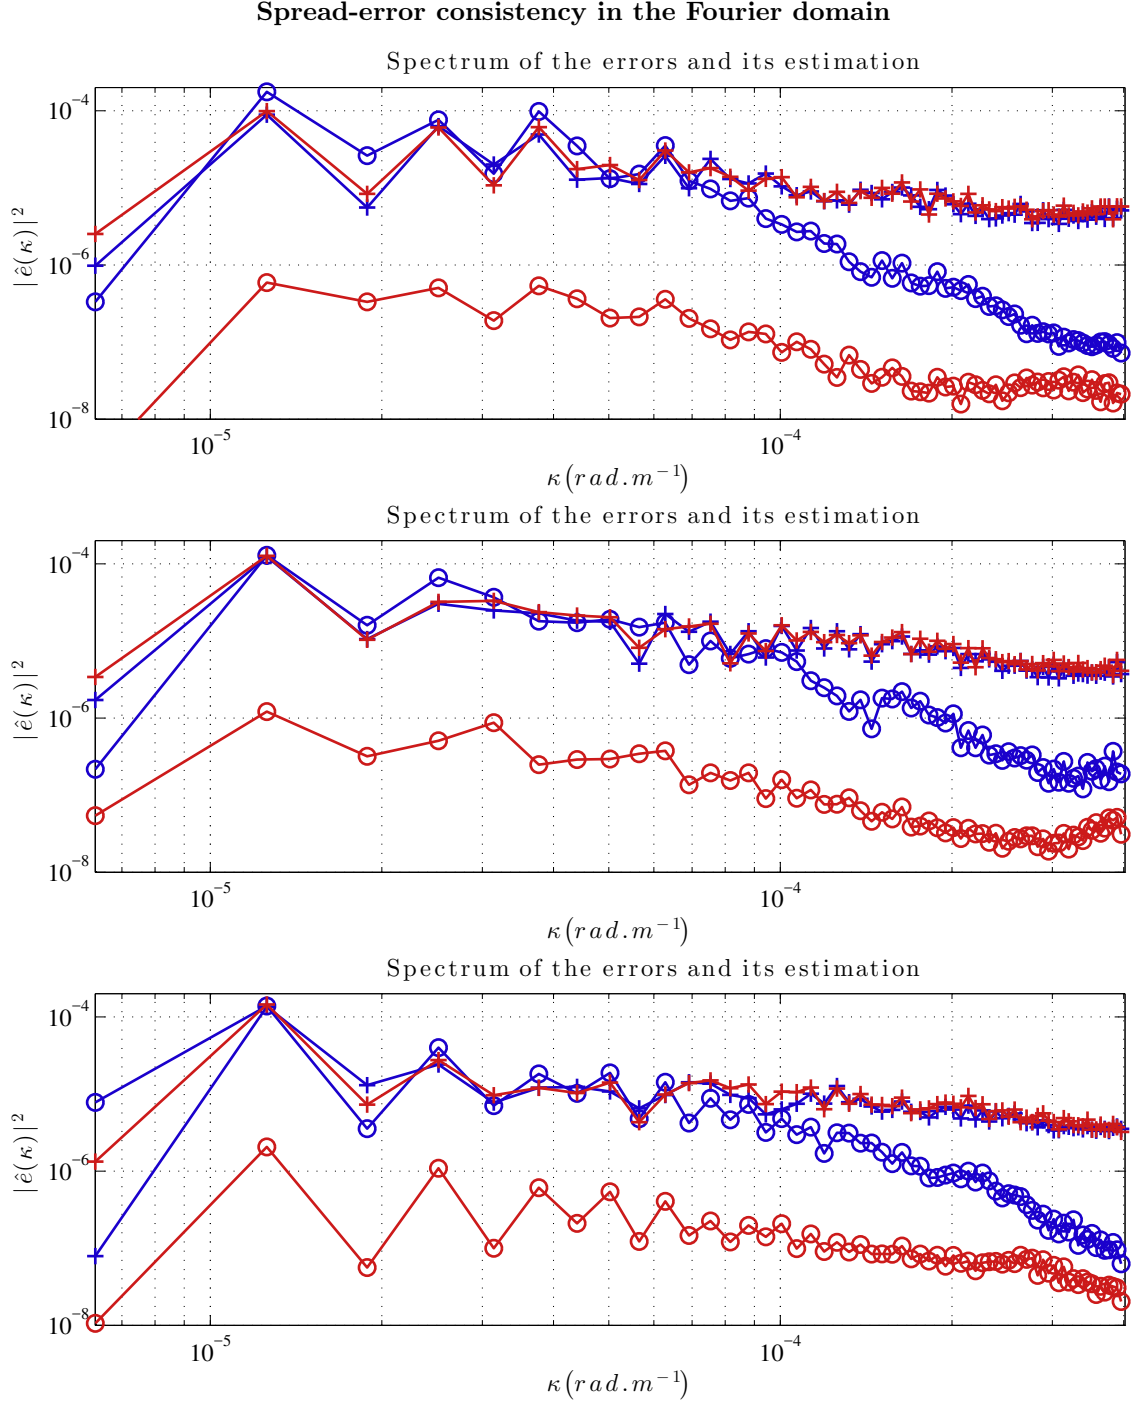 Spread-error consistency in the Fourier domain
Spectrum of the errors and its estimation
10⁻⁴
10⁻⁶
10⁻⁸
|ê(κ)|²
10⁻⁵
10⁻⁴
κ(rad.m⁻¹)
Spectrum of the errors and its estimation
10⁻⁴
10⁻⁶
10⁻⁸
|ê(κ)|²
10⁻⁵
10⁻⁴
κ(rad.m⁻¹)
Spectrum of the errors and its estimation
10⁻⁴
10⁻⁶
10⁻⁸
|ê(κ)|²
10⁻⁵
10⁻⁴
κ(rad.m⁻¹)